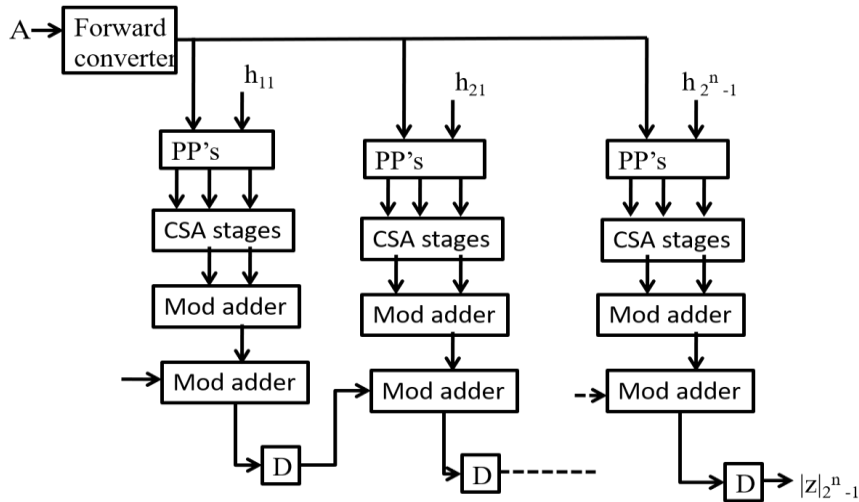 A
Forward
converter
h₁₁
h₂₁
h ₂ⁿ ₋₁
PP's
PP's
PP's
CSA stages
CSA stages
CSA stages
Mod adder
Mod adder
Mod adder
Mod adder
Mod adder
Mod adder
D
D
D
|z|₂ⁿ₋₁